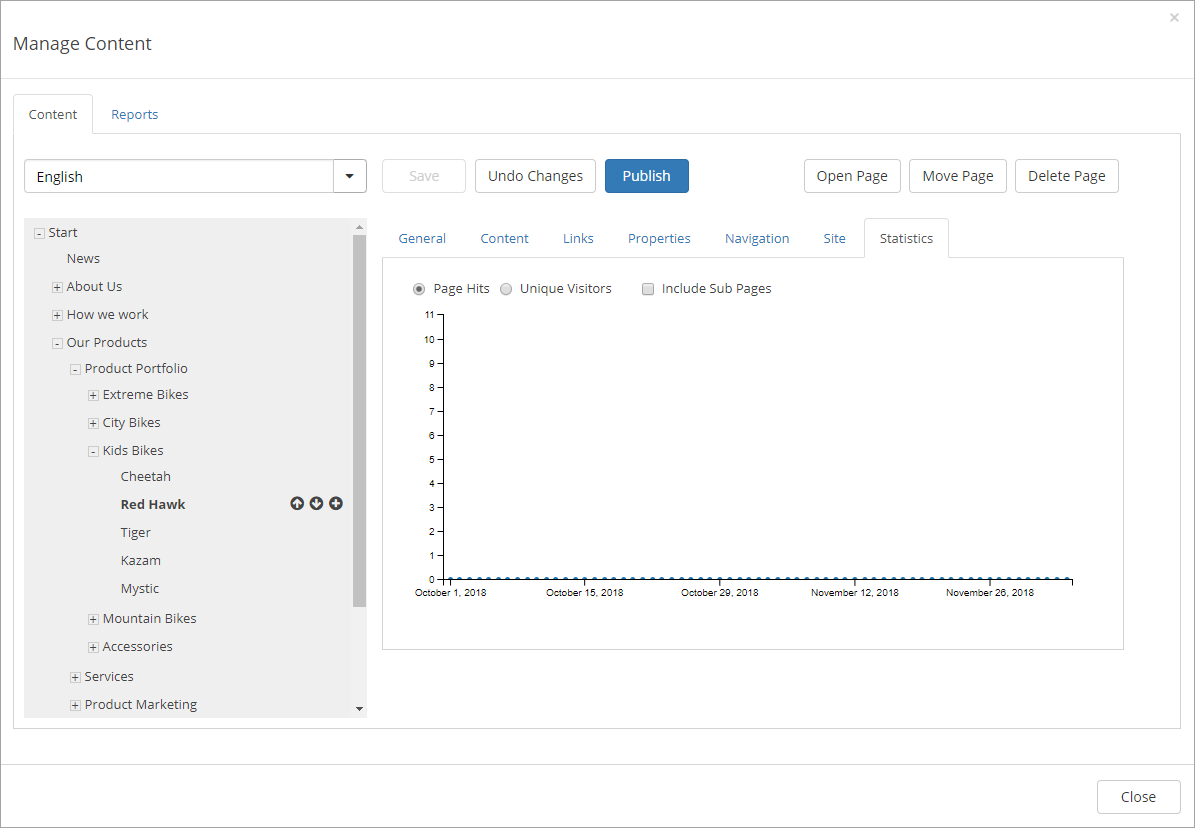 ×
Manage Content
Content Reports
English Save Undo Changes Publish Open Page Move Page Delete Page
Start
News
About Us
How we work
Our Products
Product Portfolio
Extreme Bikes
City Bikes
Kids Bikes
Cheetah
Red Hawk
Tiger
Kazam
Mystic
Mountain Bikes
Accessories
Services
Product Marketing
General Content Links Properties Navigation Site Statistics
Page Hits Unique Visitors Include Sub Pages
11
10
9
8
7
6
5
4
3
2
1
0
October 1, 2018 October 15, 2018 October 29, 2018 November 12, 2018 November 26, 2018
Close